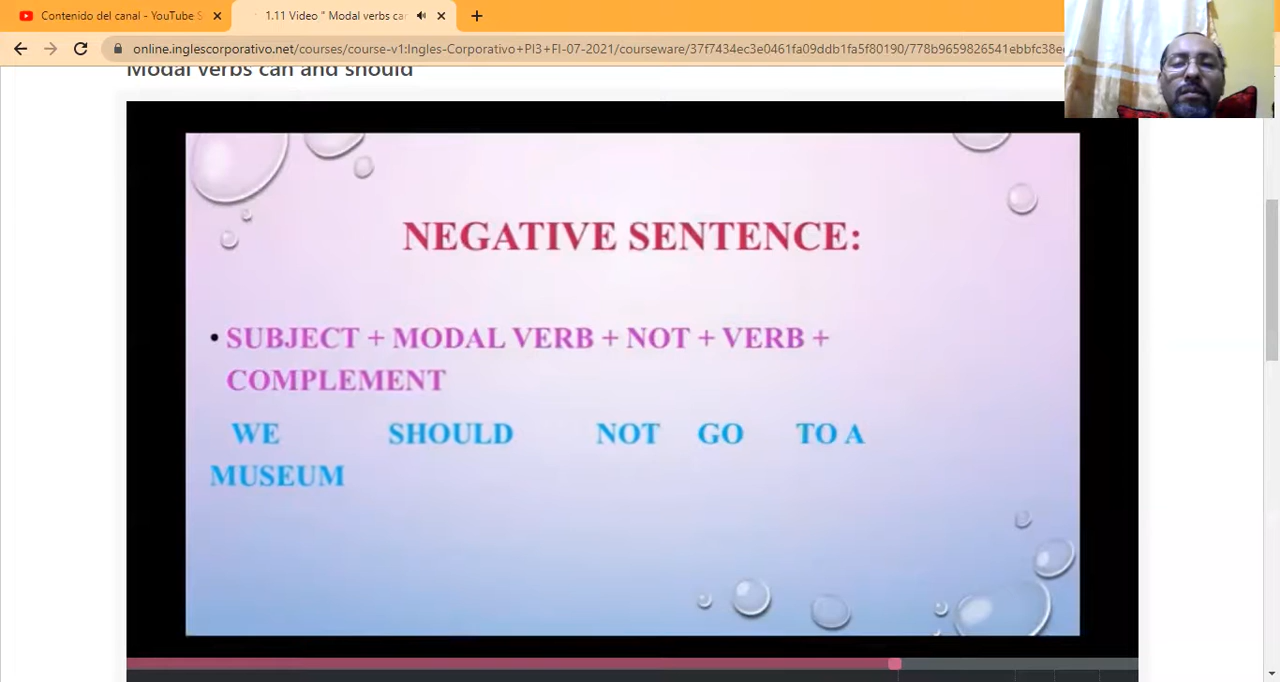 Contenido del canal - YouTube S
1.11 Video " Modal verbs ca
online.inglescorporativo.net/courses/course-v1:Ingles-Corporativo+PI3+FI-07-2021/courseware/37f7434ec3e0461fa09ddb1fa5f80190/778b9659826541ebbfc38e
Modal verbs can and should
NEGATIVE SENTENCE:
• SUBJECT + MODAL VERB + NOT + VERB +
COMPLEMENT
WE SHOULD NOT GO TO A
MUSEUM